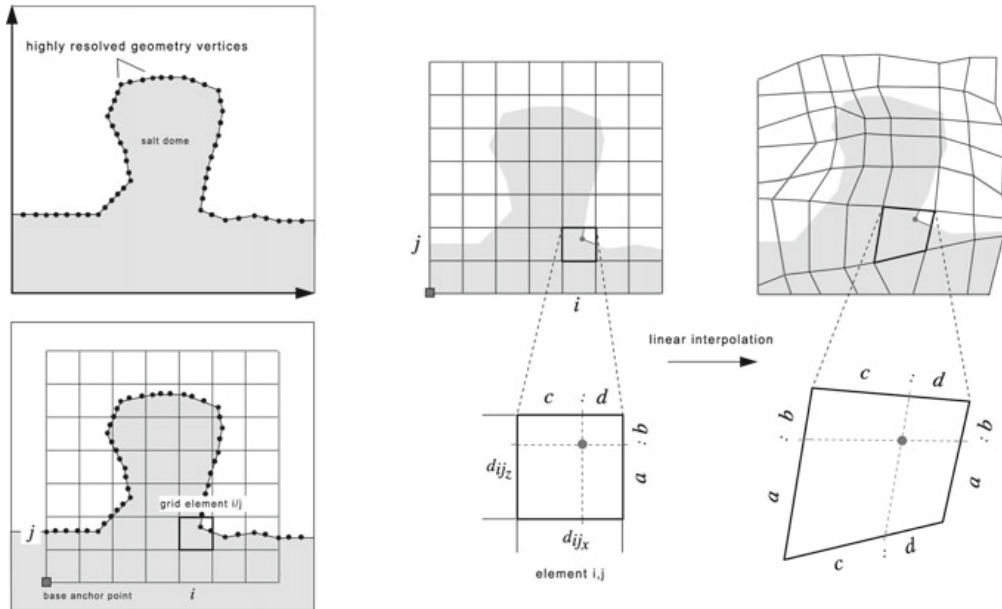 highly resolved geometry vertices
salt dome
grid element i/j
j
i
base anchor point
j
i
linear interpolation
c : d
: b
a
dijz
dijx
element i,j
c : d
: b
a
: b
a
c : d